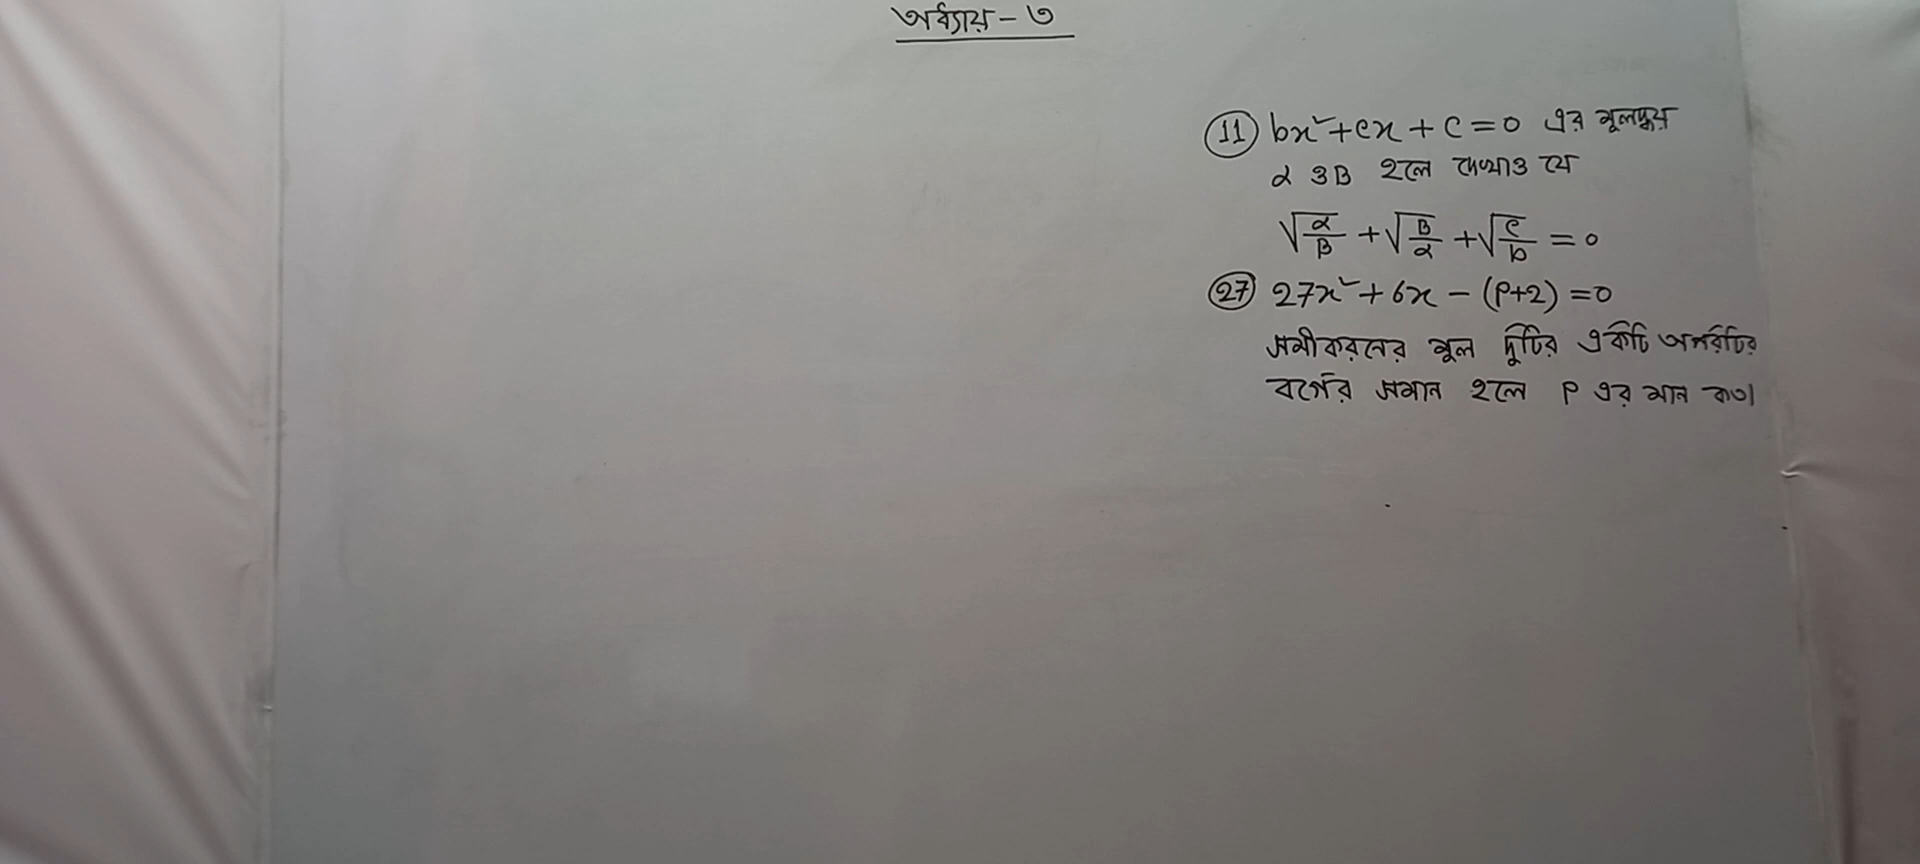 অধ্যায় - ৩
(11) bx² + cx + c = 0 এর মূলদ্বয়
α ও β হলে দেখাও যে
√α/β + √β/α + √c/b = 0
(27) 27x² + 6x - (P+2) = 0
সমীকরনের মূল দুটির একটি অপরটির
বর্গের সমান হলে P এর মান কত।